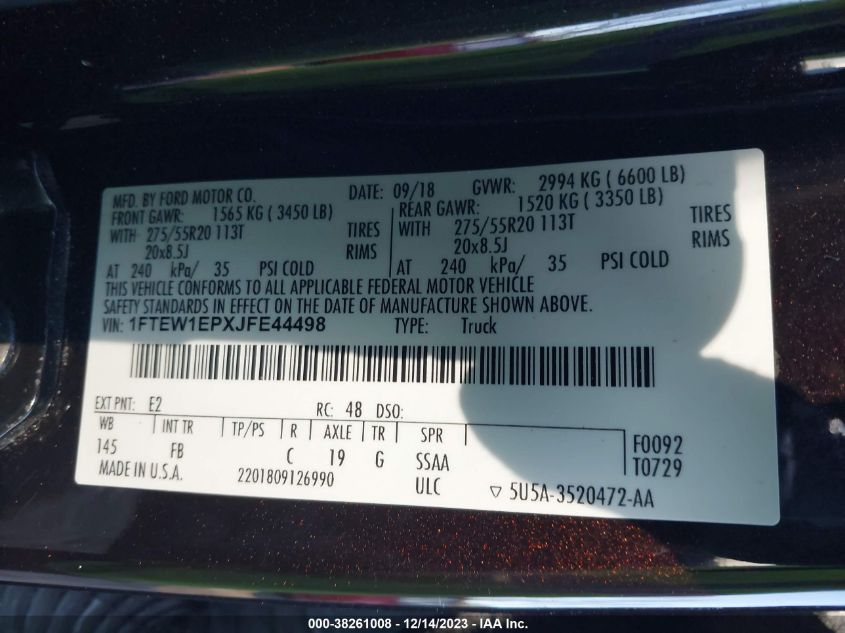 MFD. BY FORD MOTOR CO. DATE: 09/18 GVWR: 2994 KG ( 6600 LB)
FRONT GAWR: 1565 KG ( 3450 LB) REAR GAWR: 1520 KG ( 3350 LB)
WITH 275/55R20 113T TIRES WITH 275/55R20 113T TIRES
20x8.5J RIMS 20x8.5J RIMS
AT 240 kPa/ 35 PSI COLD AT 240 kPa/ 35 PSI COLD
THIS VEHICLE CONFORMS TO ALL APPLICABLE FEDERAL MOTOR VEHICLE
SAFETY STANDARDS IN EFFECT ON THE DATE OF MANUFACTURE SHOWN ABOVE.
VIN: 1FTEW1EPXJFE44498 TYPE: Truck
EXT PNT: E2 RC: 48 DSO:
WB INT TR TP/PS R AXLE TR SPR F0092
145 FB C 19 G SSAA T0729
MADE IN U.S.A. 2201809126990 ULC ▽ 5U5A-3520472-AA
000-38261008 - 12/14/2023 - IAA Inc.